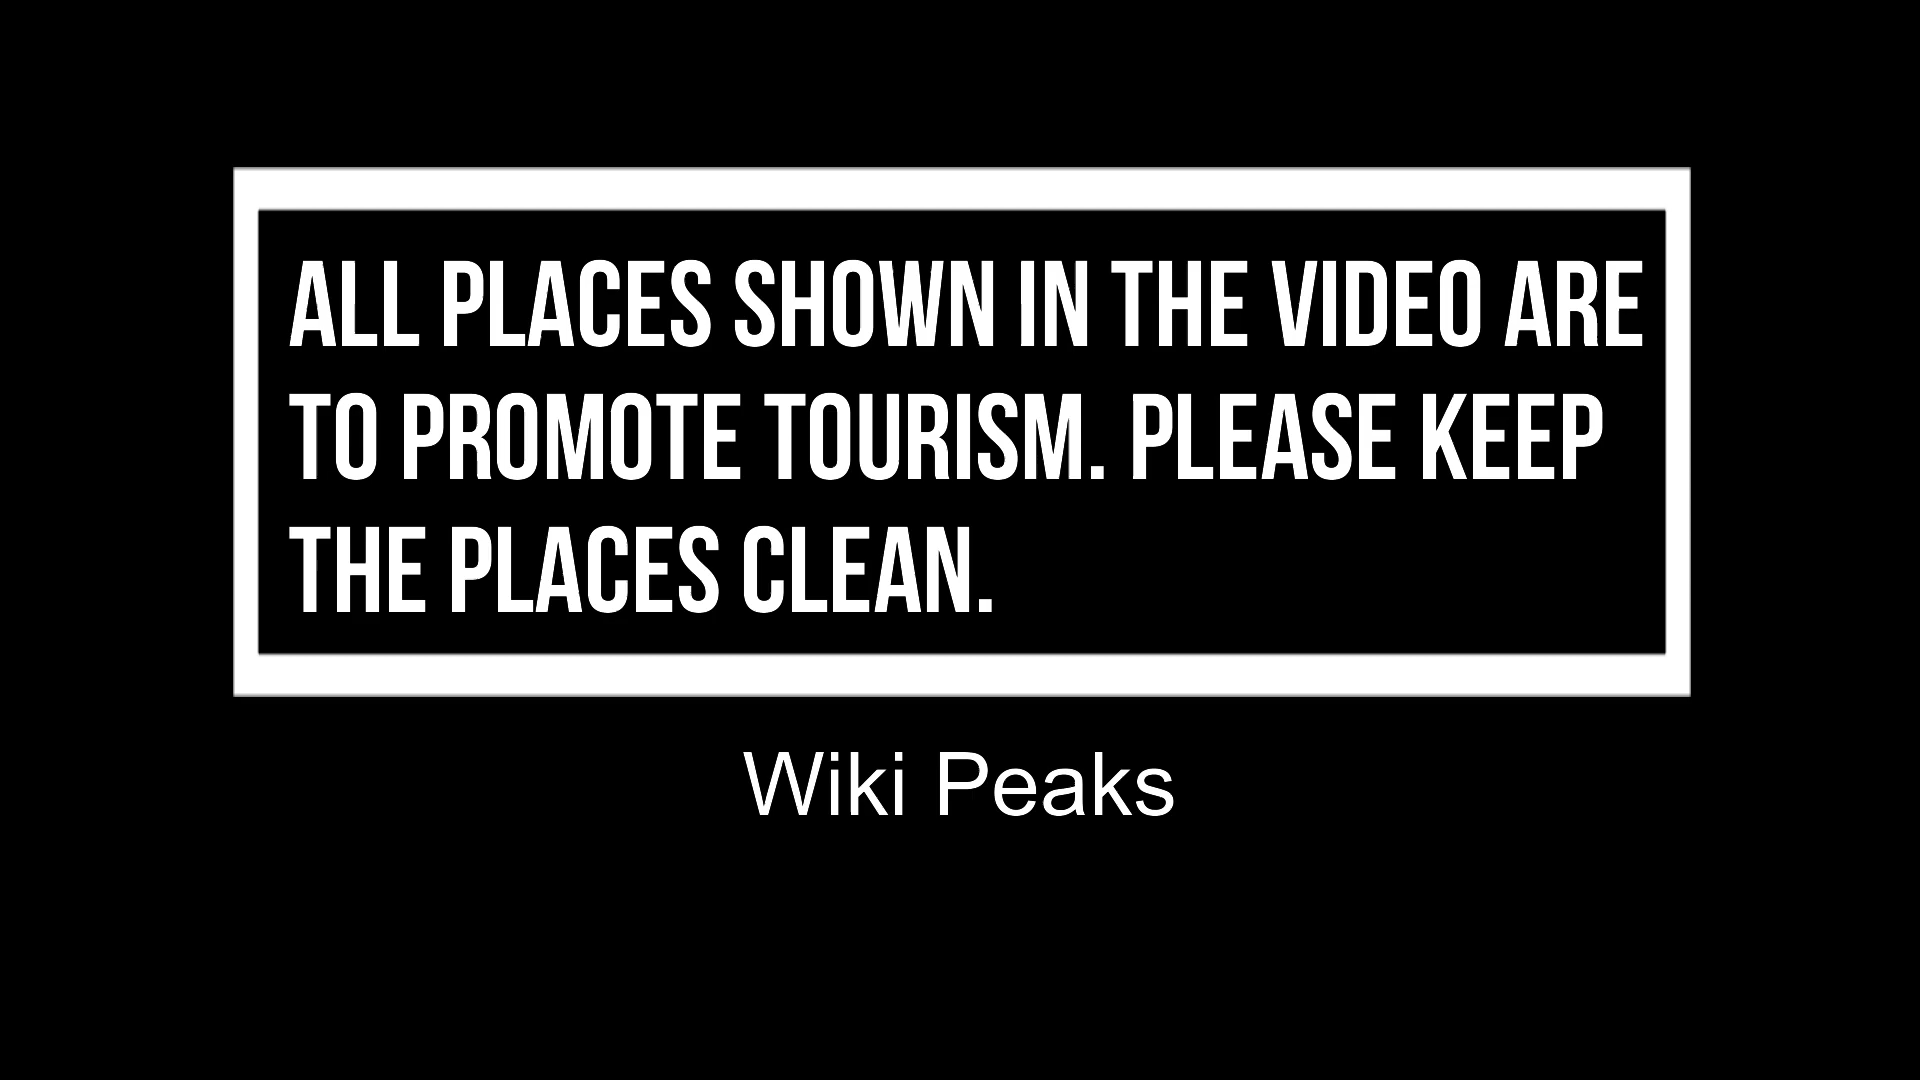 ALL PLACES SHOWN IN THE VIDEO ARE
TO PROMOTE TOURISM. PLEASE KEEP
THE PLACES CLEAN.
Wiki Peaks